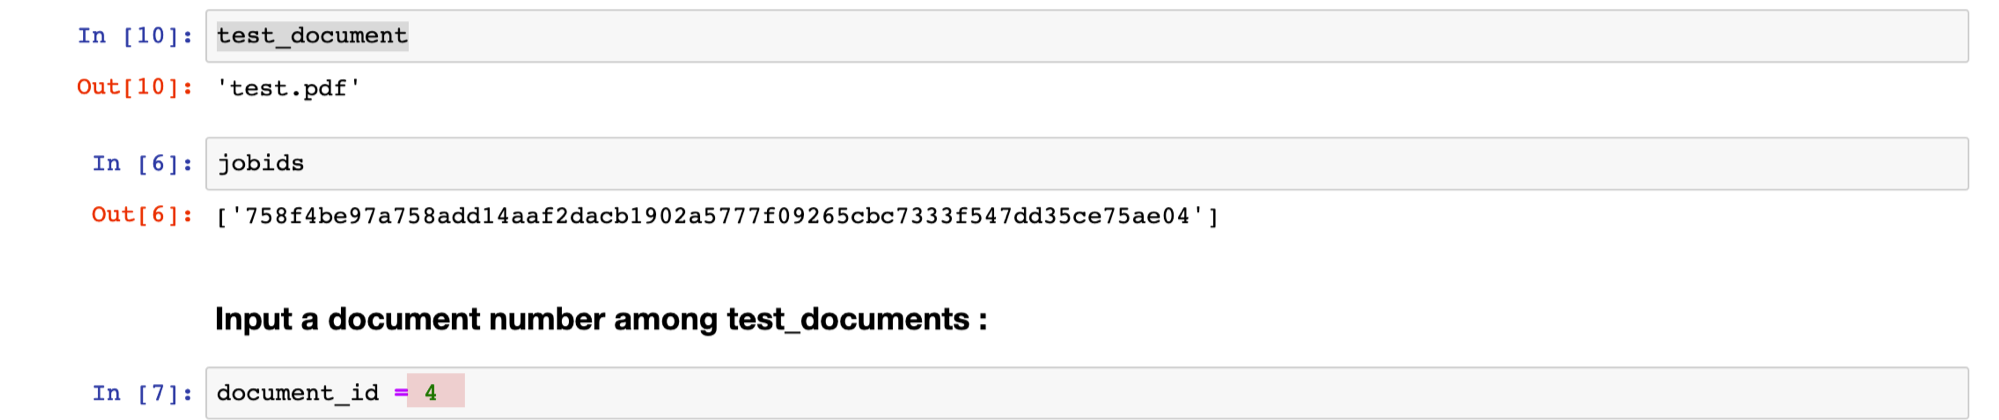 In [10]: test_document
Out[10]: 'test.pdf'
In [6]: jobids
Out[6]: ['758f4be97a758add14aaf2dacb1902a5777f09265cbc7333f547dd35ce75ae04']
Input a document number among test_documents :
In [7]: document_id = 4